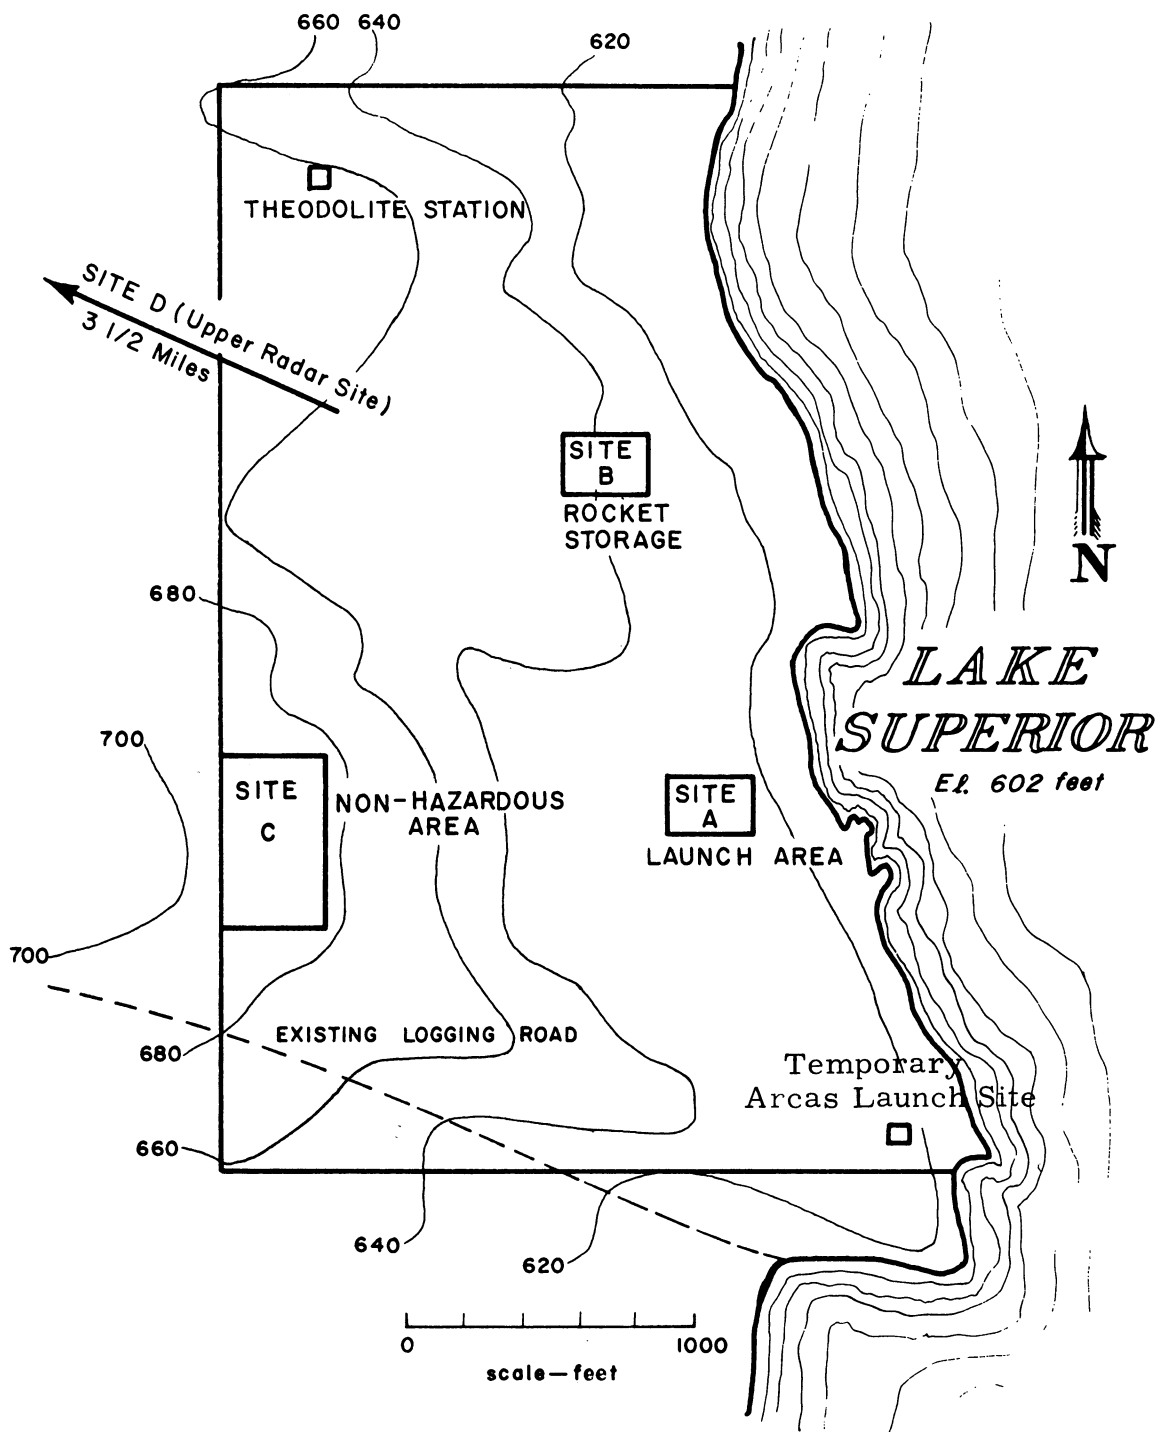 660 640
620
THEODOLITE STATION
SITE D (Upper Radar Site)
3 1/2 Miles
SITE
B
ROCKET
STORAGE
N
680
LAKE
SUPERIOR
El. 602 feet
700
SITE
C
NON-HAZARDOUS
AREA
SITE
A
LAUNCH AREA
700
EXISTING LOGGING ROAD
680
Temporary
Arcas Launch Site
660
640
620
0 1000
scale—feet